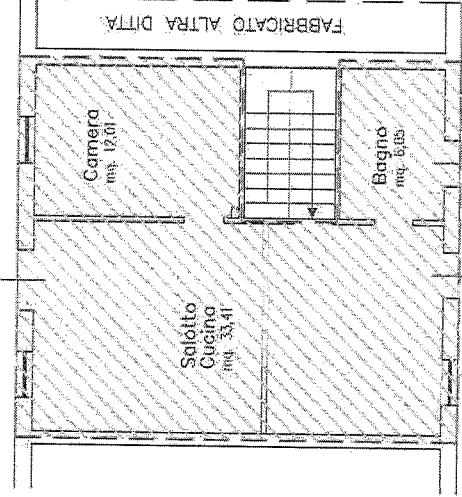 FABBRICATO ALTRA DITTA
Camera
mq. 12,01
Bagno
mq. 6,05
Salotto
Cucina
mq. 33,41